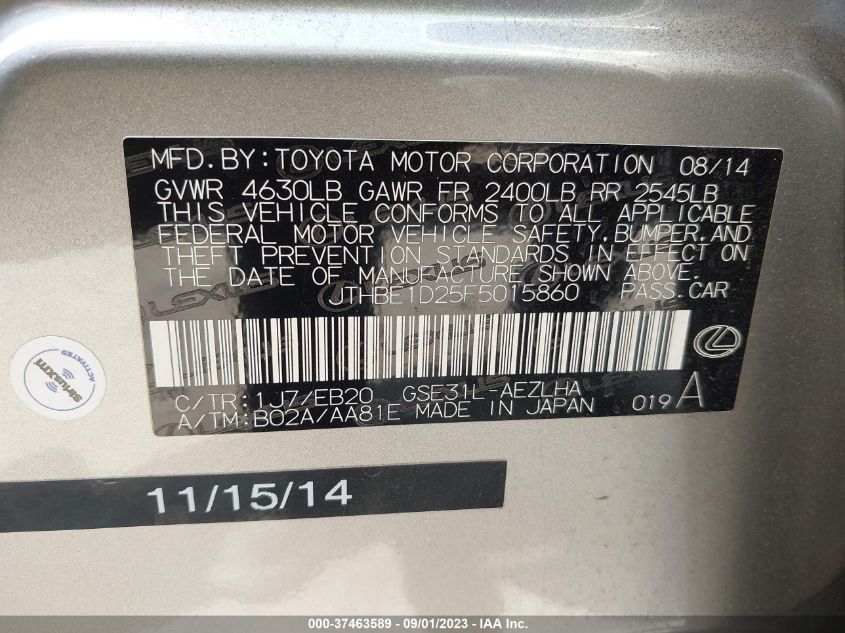 MFD.BY:TOYOTA MOTOR CORPORATION 08/14
GVWR 4630LB GAWR FR 2400LB RR 2545LB
THIS VEHICLE CONFORMS TO ALL APPLICABLE
FEDERAL MOTOR VEHICLE SAFETY,BUMPER,AND
THEFT PREVENTION STANDARDS IN EFFECT ON
THE DATE OF MANUFACTURE SHOWN ABOVE.
JTHBE1D25F5015860 PASS.CAR
C/TR:1J7/EB20 GSE31L-AEZLHA
A/TM:B02A/AA81E MADE IN JAPAN 019A
ACTIVATED
siriusxm
11/15/14
000-37463589 - 09/01/2023 - IAA Inc.